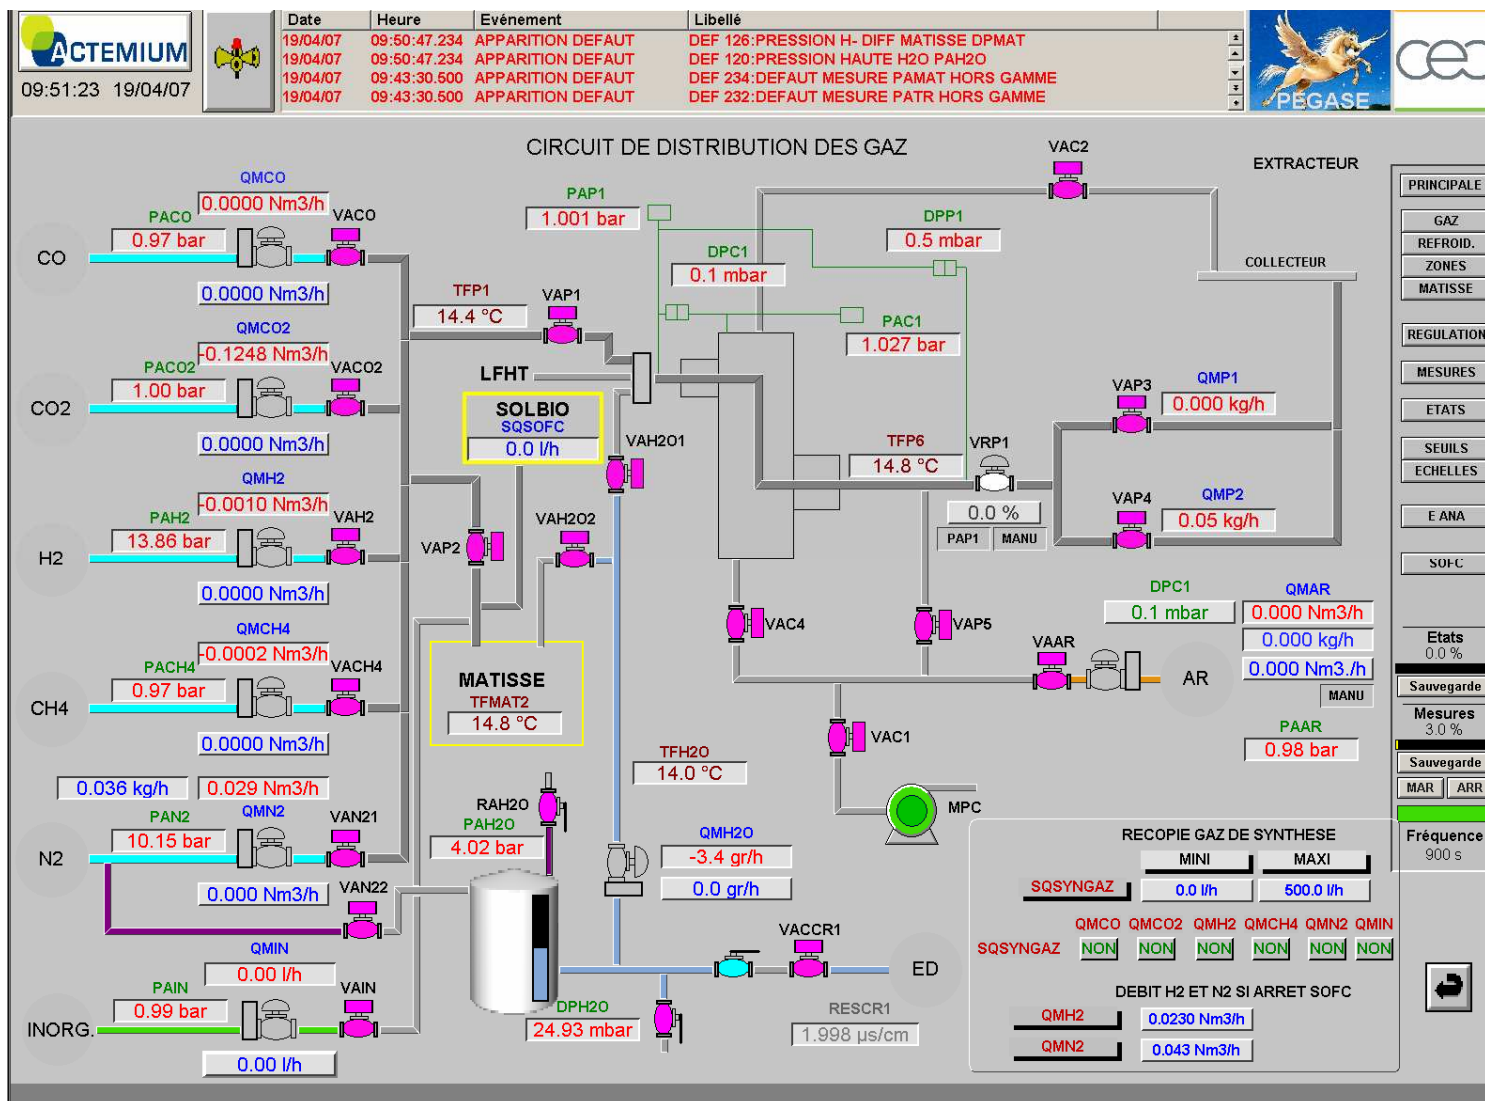 ACTEMIUM
09:51:23 19/04/07
Date Heure Evénement Libellé
19/04/07 09:50:47.234 APPARITION DEFAUT DEF 126:PRESSION H- DIFF MATISSE DPMAT
19/04/07 09:50:47.234 APPARITION DEFAUT DEF 120:PRESSION HAUTE H2O PAH2O
19/04/07 09:43:30.500 APPARITION DEFAUT DEF 234:DEFAUT MESURE PAMAT HORS GAMME
19/04/07 09:43:30.500 APPARITION DEFAUT DEF 232:DEFAUT MESURE PATR HORS GAMME
PEGASE
cea
CIRCUIT DE DISTRIBUTION DES GAZ
EXTRACTEUR
COLLECTEUR
QMCO
0.0000 Nm3/h
PACO
0.97 bar
VACO
CO
0.0000 Nm3/h
QMCO2
-0.1248 Nm3/h
PACO2
1.00 bar
VACO2
CO2
0.0000 Nm3/h
QMH2
-0.0010 Nm3/h
PAH2
13.86 bar
VAH2
H2
0.0000 Nm3/h
QMCH4
-0.0002 Nm3/h
PACH4
0.97 bar
VACH4
CH4
0.0000 Nm3/h
0.036 kg/h
0.029 Nm3/h
QMN2
PAN2
10.15 bar
VAN21
N2
0.000 Nm3/h
VAN22
QMIN
0.00 l/h
PAIN
0.99 bar
VAIN
INORG.
0.00 l/h
TFP1
14.4 °C
VAP1
LFHT
SOLBIO
SQSOFC
0.0 l/h
VAH2O1
VAP2
VAH2O2
MATISSE
TFMAT2
14.8 °C
PAP1
1.001 bar
DPC1
0.1 mbar
DPP1
0.5 mbar
PAC1
1.027 bar
VAC2
TFP6
14.8 °C
VRP1
0.0 %
PAP1 MANU
VAP3
QMP1
0.000 kg/h
VAP4
QMP2
0.05 kg/h
VAC4
VAP5
DPC1
0.1 mbar
QMAR
0.000 Nm3/h
0.000 kg/h
0.000 Nm3./h
MANU
VAAR
AR
PAAR
0.98 bar
VAC1
MPC
TFH2O
14.0 °C
RAH2O
PAH2O
4.02 bar
QMH2O
-3.4 gr/h
0.0 gr/h
VACCR1
ED
DPH2O
24.93 mbar
RESCR1
1.998 µs/cm
RECOPIE GAZ DE SYNTHESE
MINI MAXI
SQSYNGAZ 0.0 l/h 500.0 l/h
QMCO QMCO2 QMH2 QMCH4 QMN2 QMIN
SQSYNGAZ NON NON NON NON NON NON
DEBIT H2 ET N2 SI ARRET SOFC
QMH2 0.0230 Nm3/h
QMN2 0.043 Nm3/h
PRINCIPALE
GAZ
REFROID.
ZONES
MATISSE
REGULATION
MESURES
ETATS
SEUILS
ECHELLES
E ANA
SOFC
Etats
0.0 %
Sauvegarde
Mesures
3.0 %
Sauvegarde
MAR ARR
Fréquence
900 s